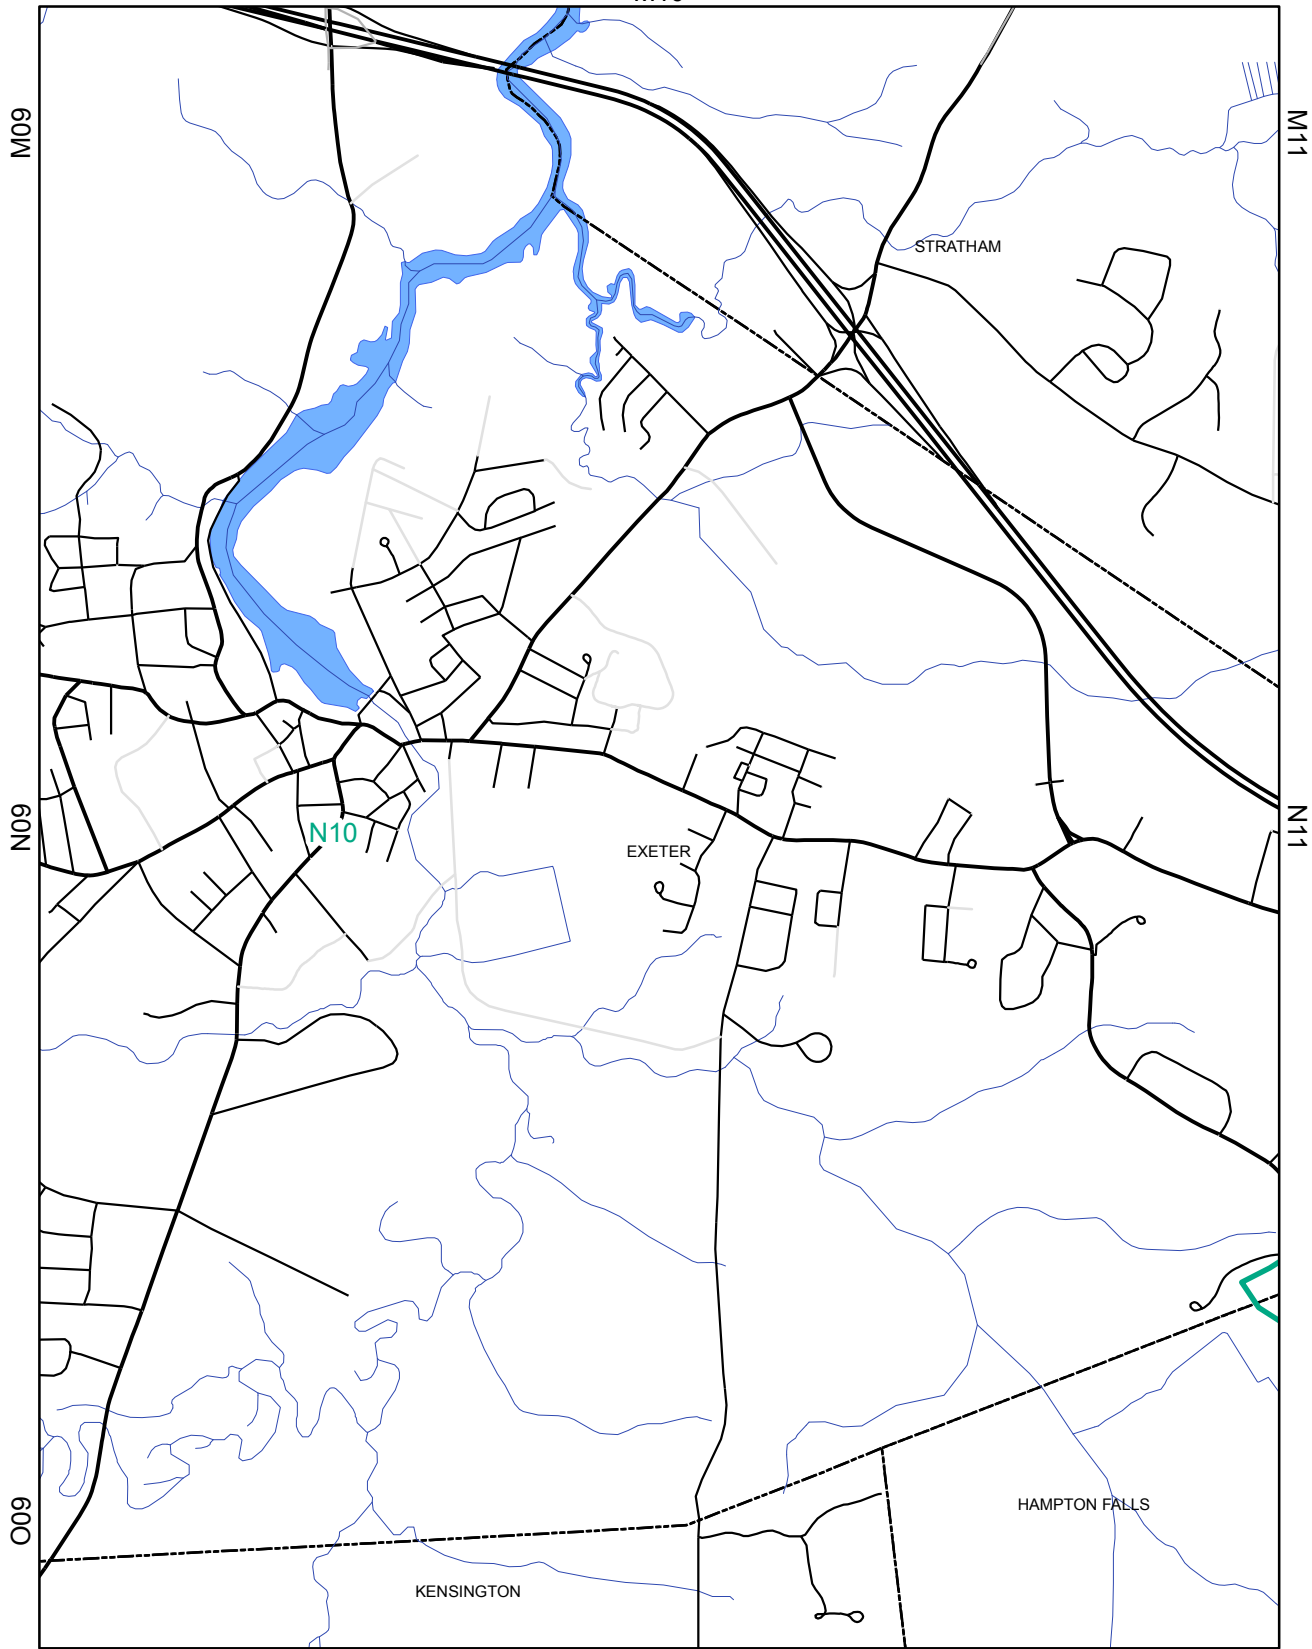 M09
M11
STRATHAM
N09
N10
EXETER
N11
O09
HAMPTON FALLS
KENSINGTON